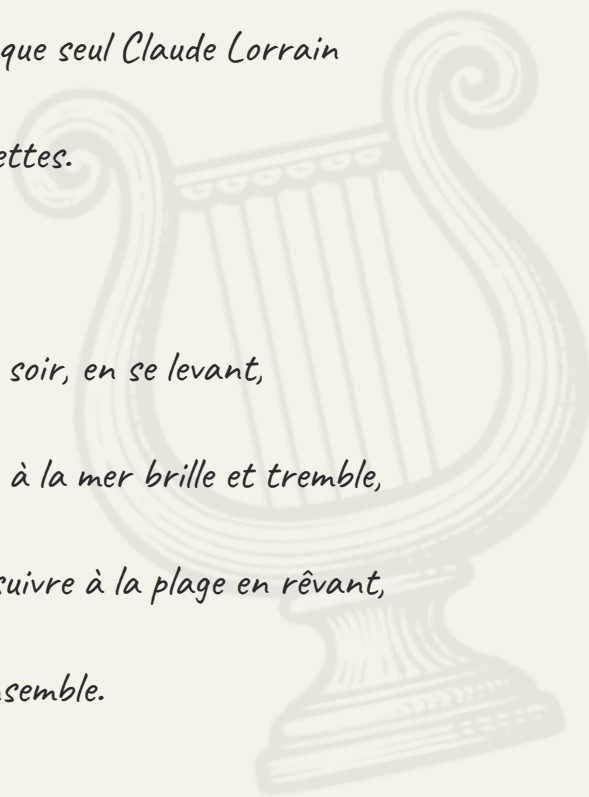 que seul Claude Lorrain
ettes.
soir, en se levant,
à la mer brille et tremble,
suivre à la plage en rêvant,
nsemble.